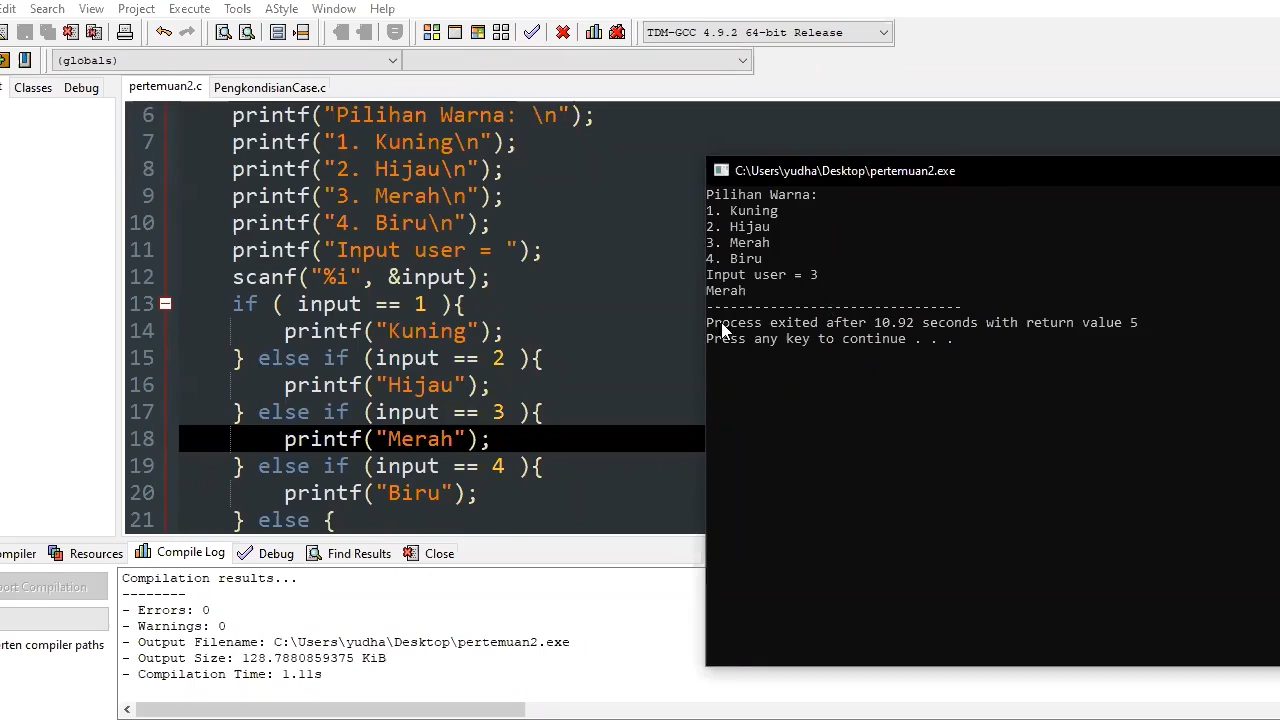 Edit Search View Project Execute Tools AStyle Window Help
TDM-GCC 4.9.2 64-bit Release
(globals)
Classes Debug
pertemuan2.c PengkondisianCase.c
6 printf("Pilihan Warna: \n");
7 printf("1. Kuning\n");
8 printf("2. Hijau\n");
9 printf("3. Merah\n");
10 printf("4. Biru\n");
11 printf("Input user = ");
12 scanf("%i", &input);
13 if ( input == 1 ){
14 printf("Kuning");
15 } else if (input == 2 ){
16 printf("Hijau");
17 } else if (input == 3 ){
18 printf("Merah");
19 } else if (input == 4 ){
20 printf("Biru");
21 } else {
C:\Users\yudha\Desktop\pertemuan2.exe
Pilihan Warna:
1. Kuning
2. Hijau
3. Merah
4. Biru
Input user = 3
Merah
--------------------------------
Process exited after 10.92 seconds with return value 5
Press any key to continue . . .
ompiler Resources Compile Log Debug Find Results Close
ort Compilation
rten compiler paths
Compilation results...
--------
- Errors: 0
- Warnings: 0
- Output Filename: C:\Users\yudha\Desktop\pertemuan2.exe
- Output Size: 128.7880859375 KiB
- Compilation Time: 1.11s